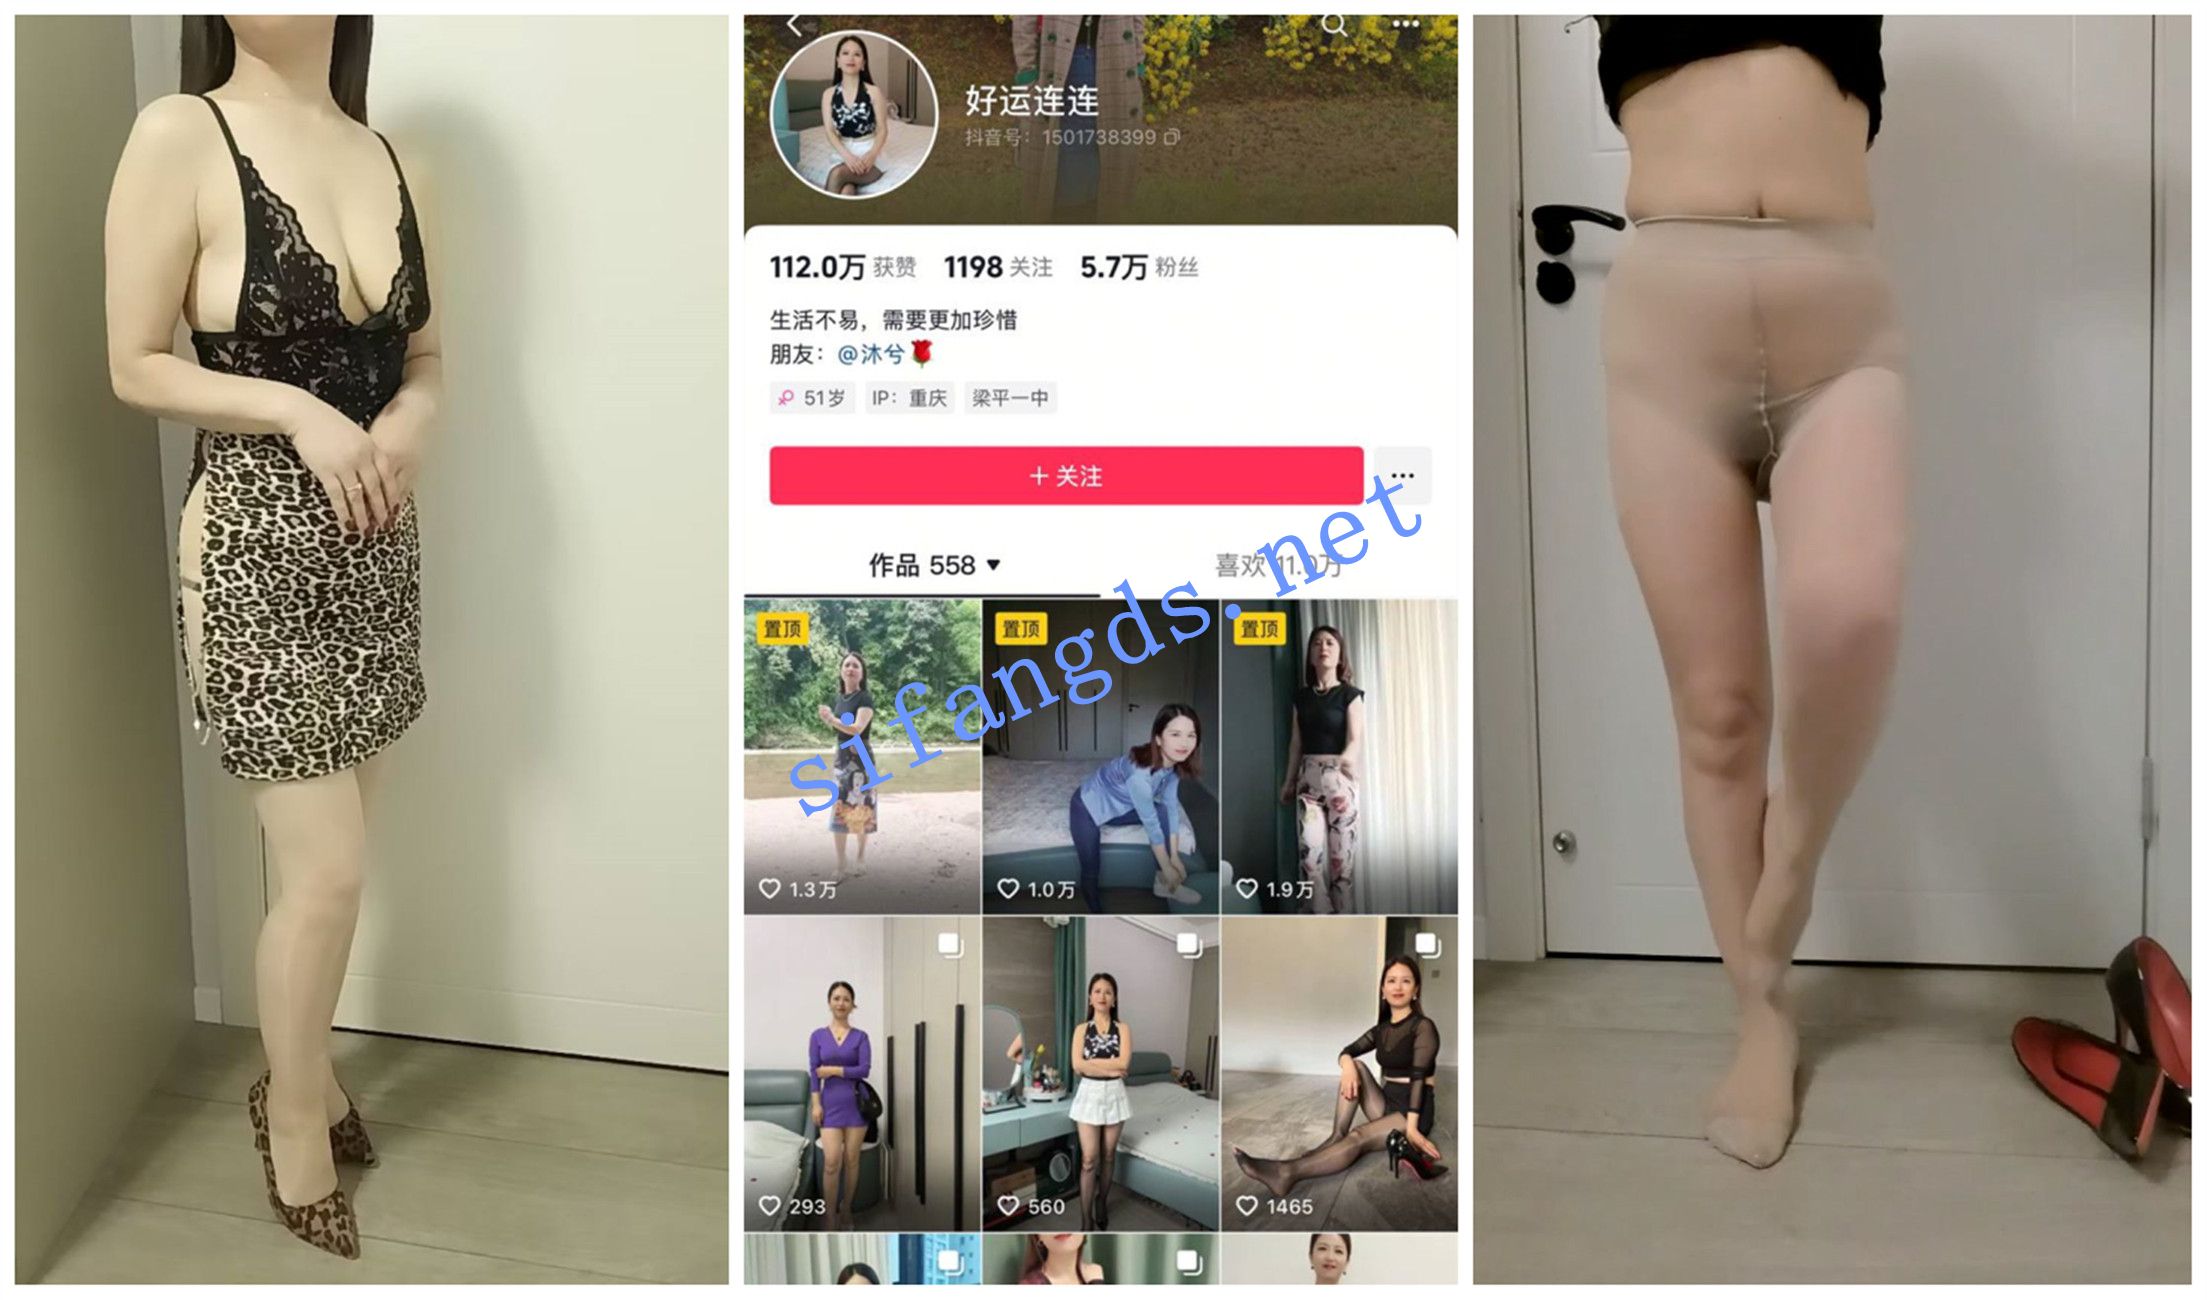 好运连连
抖音号：1501738399
112.0万 获赞 1198 关注 5.7万 粉丝
生活不易，需要更加珍惜
朋友：@沐兮🌹
51岁 IP：重庆 梁平一中
+ 关注
作品 558 喜欢 11.0万
置顶 置顶 置顶
1.3万 1.0万 1.9万
293 560 1465
sifangds.net